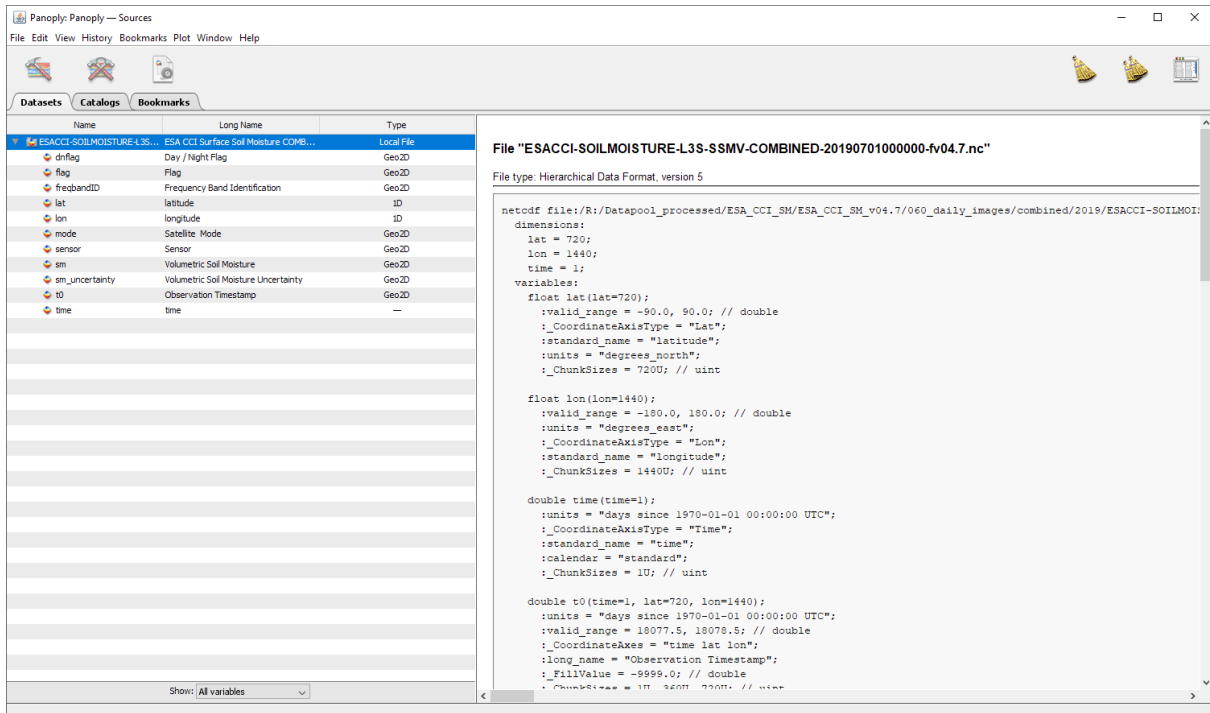 Panoply: Panoply — Sources
File Edit View History Bookmarks Plot Window Help
Datasets Catalogs Bookmarks
Name Long Name Type
ESACCI-SOILMOISTURE-L3S... ESA CCI Surface Soil Moisture COMB... Local File
dnflag Day / Night Flag Geo2D
flag Flag Geo2D
freqbandID Frequency Band Identification Geo2D
lat latitude 1D
lon longitude 1D
mode Satellite Mode Geo2D
sensor Sensor Geo2D
sm Volumetric Soil Moisture Geo2D
sm_uncertainty Volumetric Soil Moisture Uncertainty Geo2D
t0 Observation Timestamp Geo2D
time time —
Show: All variables
File "ESACCI-SOILMOISTURE-L3S-SSMV-COMBINED-20190701000000-fv04.7.nc"
File type: Hierarchical Data Format, version 5
netcdf file:/R:/Datapool_processed/ESA_CCI_SM/ESA_CCI_SM_v04.7/060_daily_images/combined/2019/ESACCI-SOILMOI
dimensions:
lat = 720;
lon = 1440;
time = 1;
variables:
float lat(lat=720);
:valid_range = -90.0, 90.0; // double
:_CoordinateAxisType = "Lat";
:standard_name = "latitude";
:units = "degrees_north";
:_ChunkSizes = 720U; // uint
float lon(lon=1440);
:valid_range = -180.0, 180.0; // double
:units = "degrees_east";
:_CoordinateAxisType = "Lon";
:standard_name = "longitude";
:_ChunkSizes = 1440U; // uint
double time(time=1);
:units = "days since 1970-01-01 00:00:00 UTC";
:_CoordinateAxisType = "Time";
:standard_name = "time";
:calendar = "standard";
:_ChunkSizes = 1U; // uint
double t0(time=1, lat=720, lon=1440);
:units = "days since 1970-01-01 00:00:00 UTC";
:valid_range = 18077.5, 18078.5; // double
:_CoordinateAxes = "time lat lon";
:long_name = "Observation Timestamp";
:_FillValue = -9999.0; // double
:_ChunkSizes = 1U, 360U, 720U; // uint